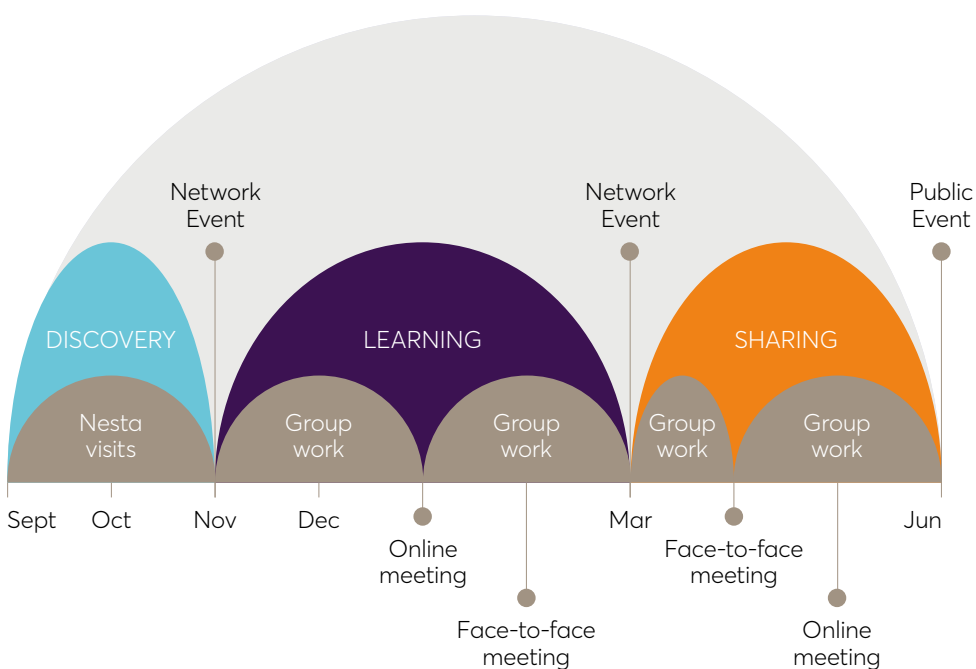 Network
Event
Network
Event
Public
Event
DISCOVERY
LEARNING
SHARING
Nesta
visits
Group
work
Group
work
Group
work
Group
work
Sept
Oct
Nov
Dec
Mar
Jun
Online
meeting
Face-to-face
meeting
Face-to-face
meeting
Online
meeting